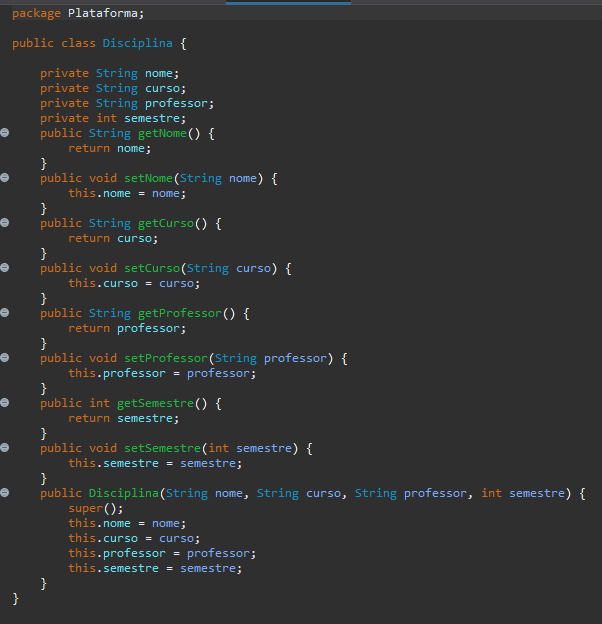 package Plataforma;
public class Disciplina {
private String nome;
private String curso;
private String professor;
private int semestre;
public String getNome() {
return nome;
}
public void setNome(String nome) {
this.nome = nome;
}
public String getCurso() {
return curso;
}
public void setCurso(String curso) {
this.curso = curso;
}
public String getProfessor() {
return professor;
}
public void setProfessor(String professor) {
this.professor = professor;
}
public int getSemestre() {
return semestre;
}
public void setSemestre(int semestre) {
this.semestre = semestre;
}
public Disciplina(String nome, String curso, String professor, int semestre) {
super();
this.nome = nome;
this.curso = curso;
this.professor = professor;
this.semestre = semestre;
}
}